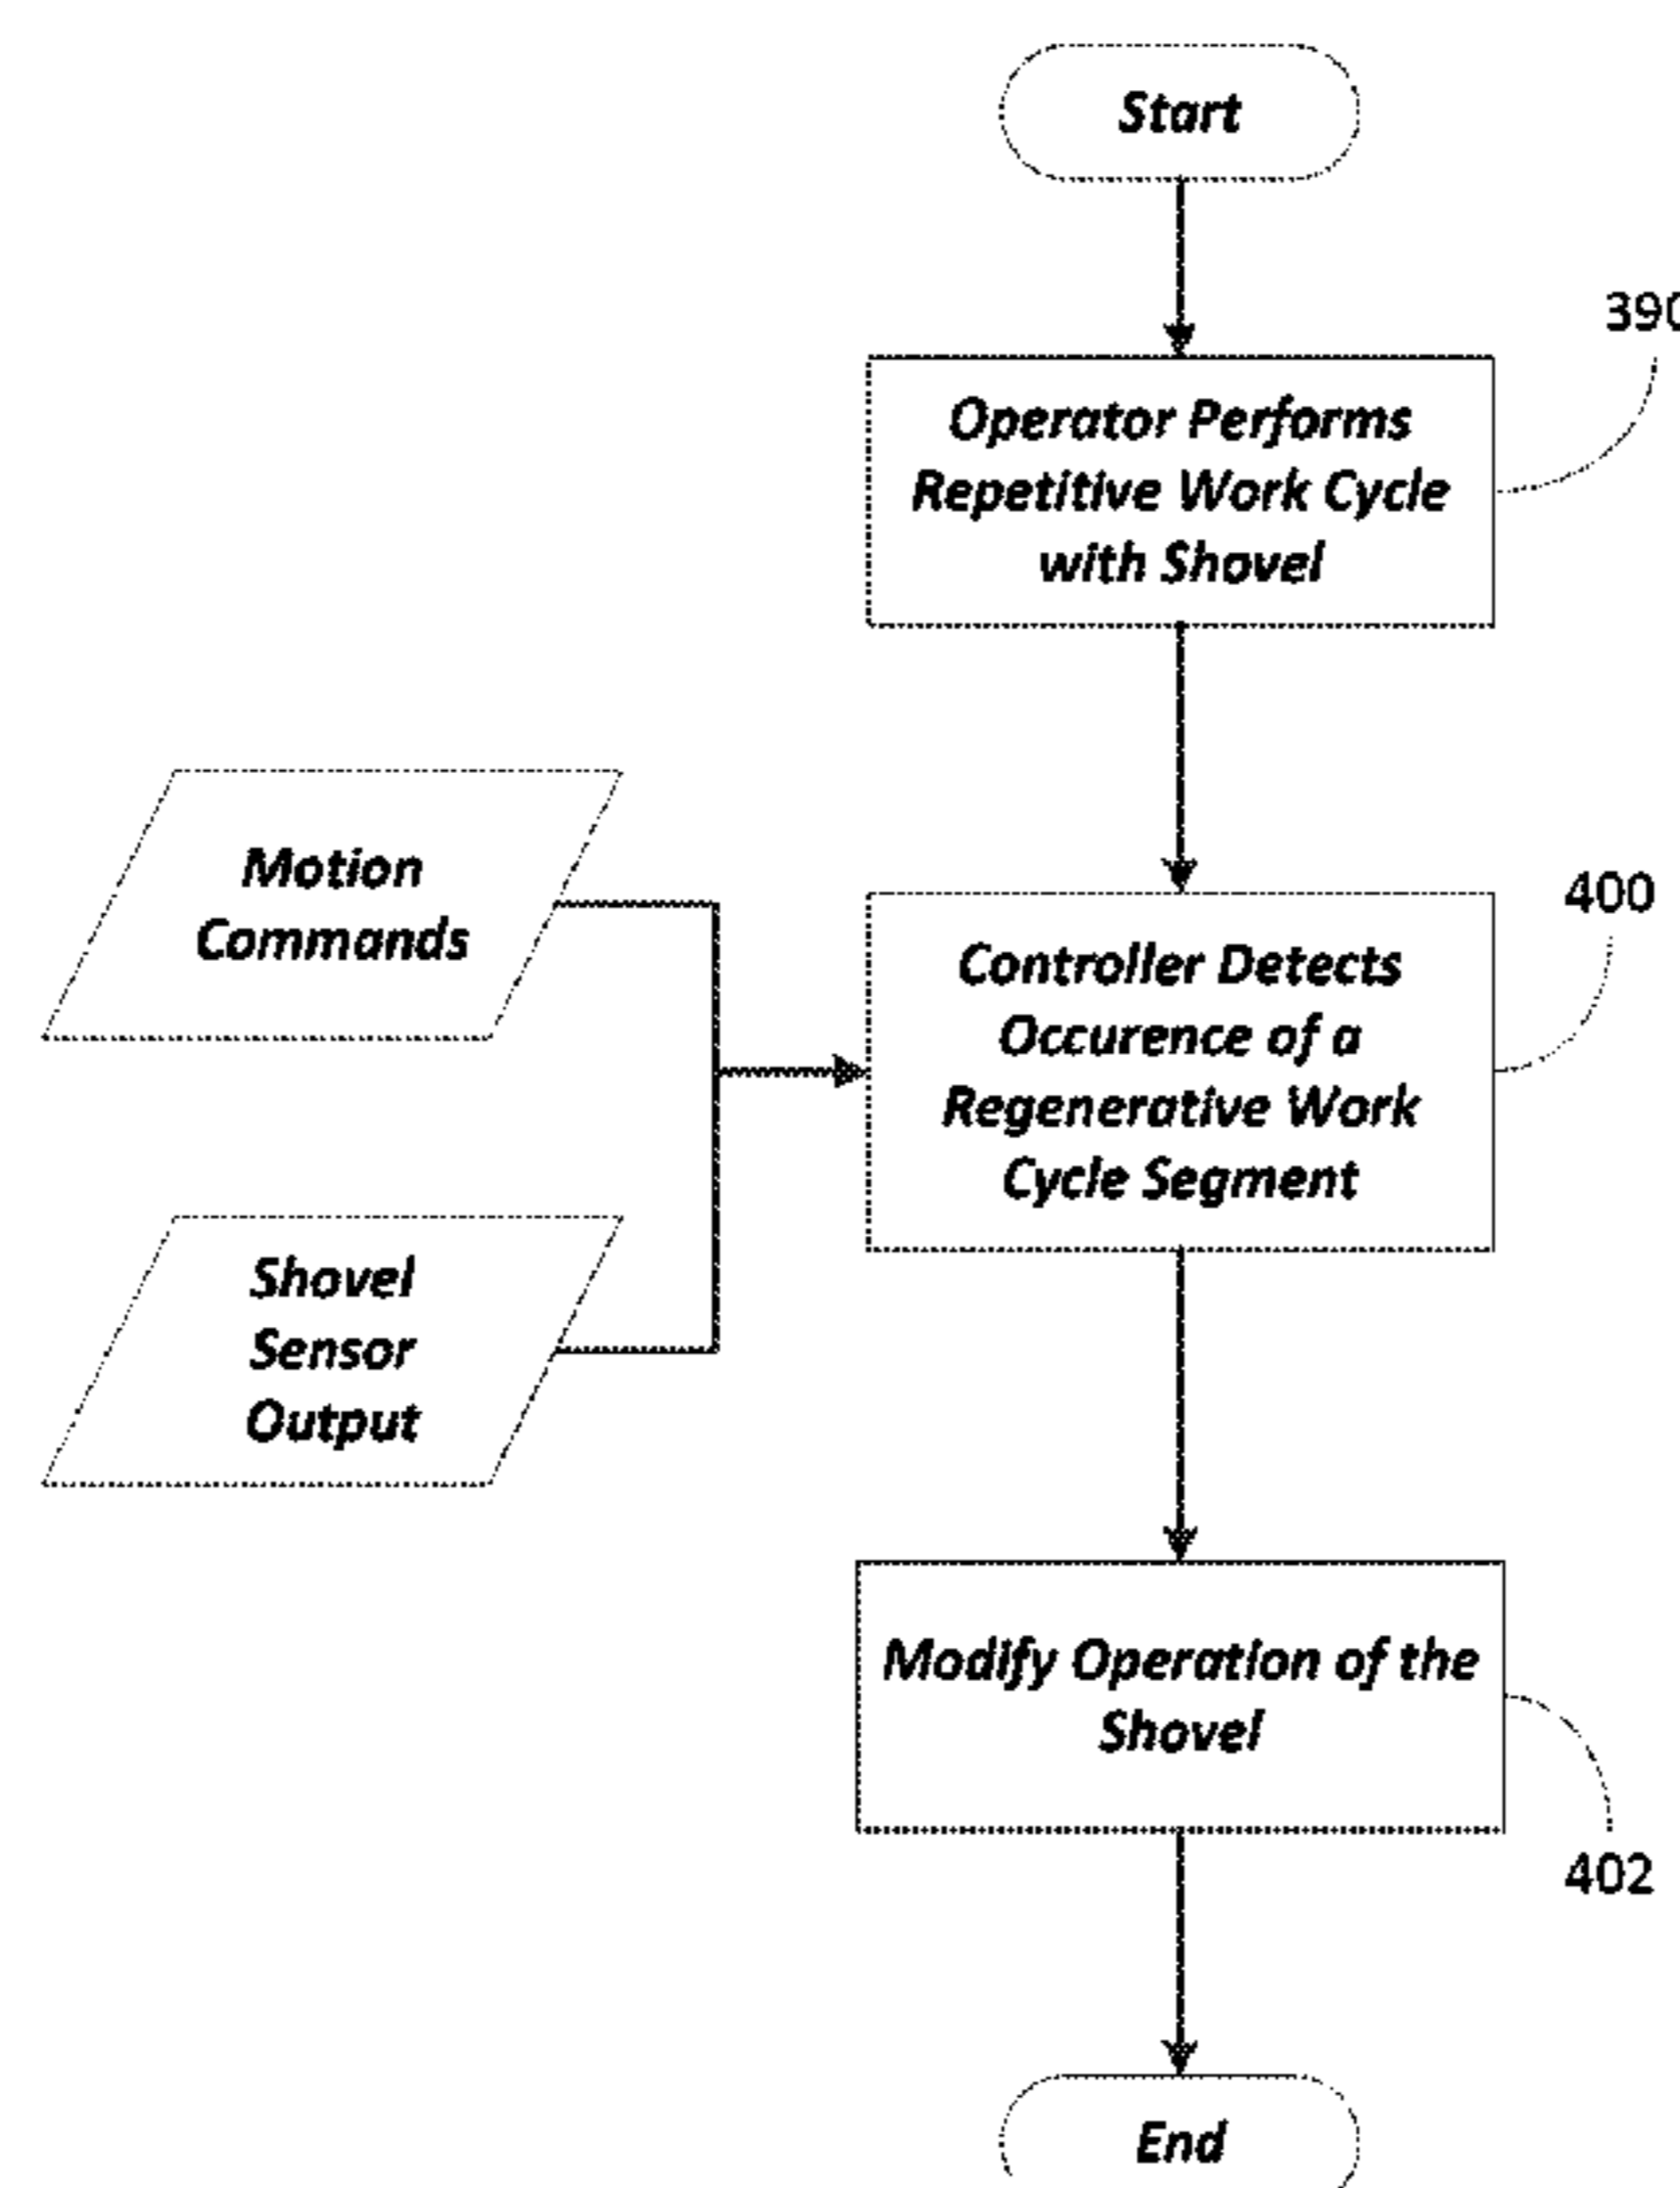 Start
390
Operator Performs
Repetitive Work Cycle
with Shovel
Motion
Commands
400
Controller Detects
Occurence of a
Regenerative Work
Cycle Segment
Shovel
Sensor
Output
Modify Operation of the
Shovel
402
End